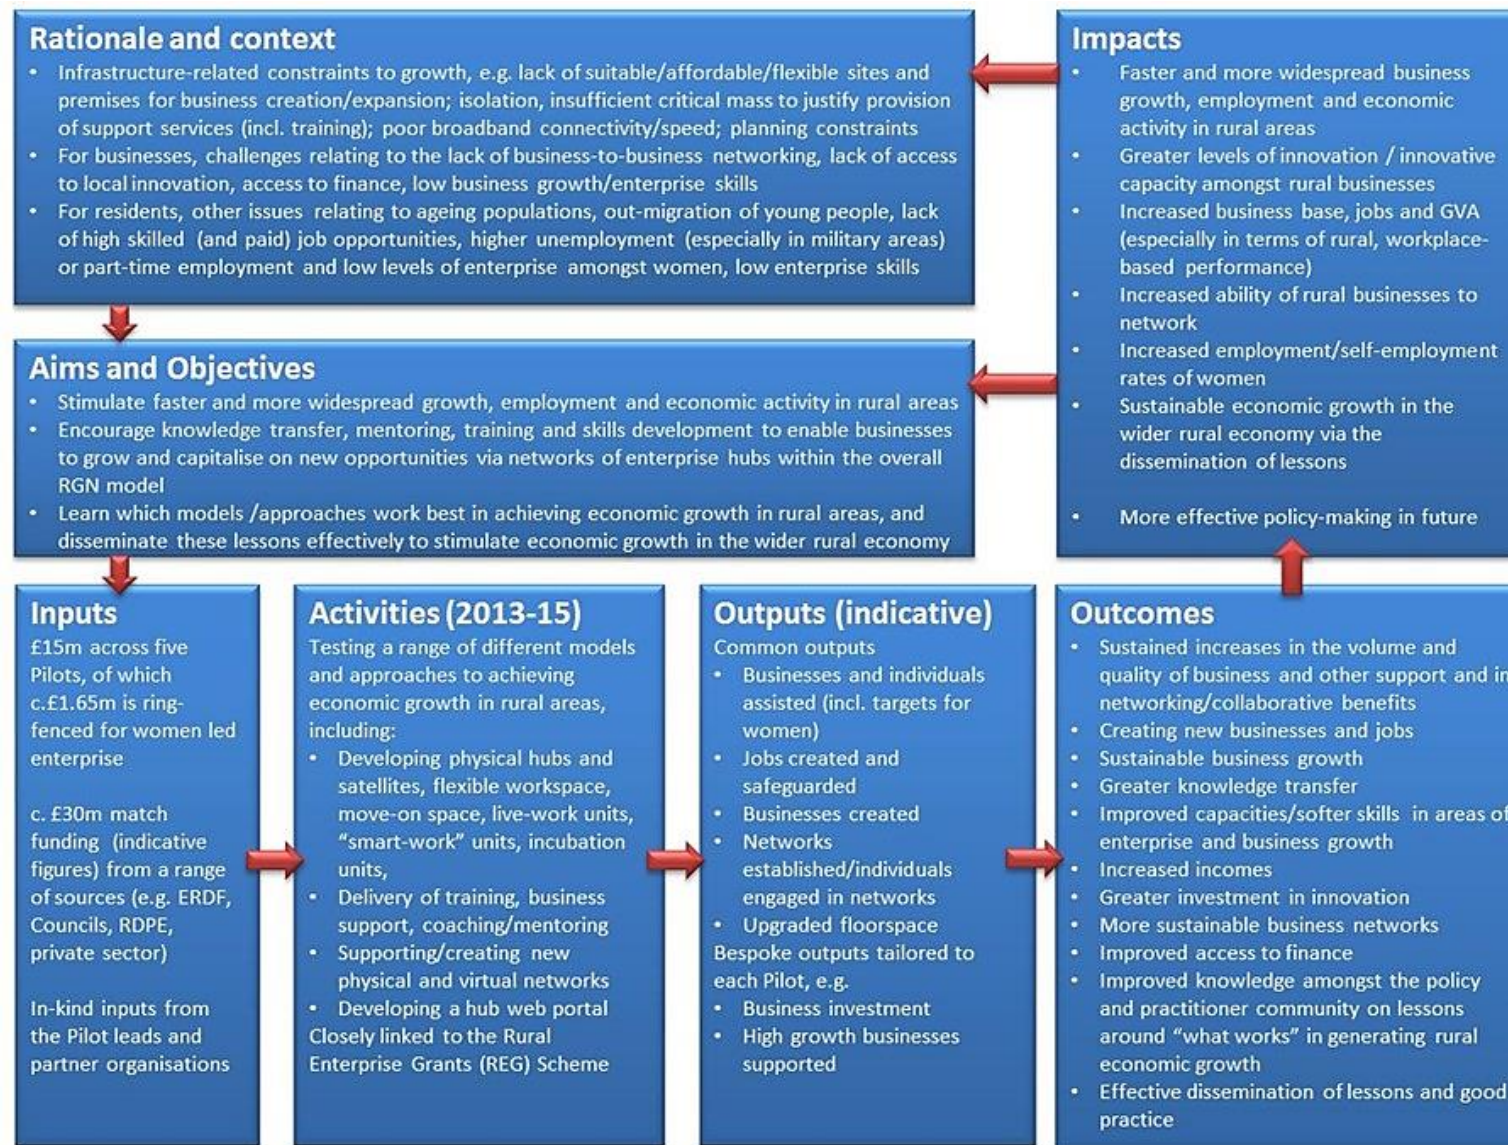 Rationale and context
• Infrastructure-related constraints to growth, e.g. lack of suitable/affordable/flexible sites and
premises for business creation/expansion; isolation, insufficient critical mass to justify provision
of support services (incl. training); poor broadband connectivity/speed; planning constraints
• For businesses, challenges relating to the lack of business-to-business networking, lack of access
to local innovation, access to finance, low business growth/enterprise skills
• For residents, other issues relating to ageing populations, out-migration of young people, lack
of high skilled (and paid) job opportunities, higher unemployment (especially in military areas)
or part-time employment and low levels of enterprise amongst women, low enterprise skills
Aims and Objectives
• Stimulate faster and more widespread growth, employment and economic activity in rural areas
• Encourage knowledge transfer, mentoring, training and skills development to enable businesses
to grow and capitalise on new opportunities via networks of enterprise hubs within the overall
RGN model
• Learn which models /approaches work best in achieving economic growth in rural areas, and
disseminate these lessons effectively to stimulate economic growth in the wider rural economy
Inputs
£15m across five
Pilots, of which
c.£1.65m is ring-
fenced for women led
enterprise
c. £30m match
funding (indicative
figures) from a range
of sources (e.g. ERDF,
Councils, RDPE,
private sector)
In-kind inputs from
the Pilot leads and
partner organisations
Activities (2013-15)
Testing a range of different models
and approaches to achieving
economic growth in rural areas,
including:
• Developing physical hubs and
satellites, flexible workspace,
move-on space, live-work units,
“smart-work” units, incubation
units,
• Delivery of training, business
support, coaching/mentoring
• Supporting/creating new
physical and virtual networks
• Developing a hub web portal
Closely linked to the Rural
Enterprise Grants (REG) Scheme
Outputs (indicative)
Common outputs
• Businesses and individuals
assisted (incl. targets for
women)
• Jobs created and
safeguarded
• Businesses created
• Networks
established/individuals
engaged in networks
• Upgraded floorspace
Bespoke outputs tailored to
each Pilot, e.g.
• Business investment
• High growth businesses
supported
Outcomes
• Sustained increases in the volume and
quality of business and other support and in
networking/collaborative benefits
• Creating new businesses and jobs
• Sustainable business growth
• Greater knowledge transfer
• Improved capacities/softer skills in areas of
enterprise and business growth
• Increased incomes
• Greater investment in innovation
• More sustainable business networks
• Improved access to finance
• Improved knowledge amongst the policy
and practitioner community on lessons
around “what works” in generating rural
economic growth
• Effective dissemination of lessons and good
practice
Impacts
• Faster and more widespread business
growth, employment and economic
activity in rural areas
• Greater levels of innovation / innovative
capacity amongst rural businesses
• Increased business base, jobs and GVA
(especially in terms of rural, workplace-
based performance)
• Increased ability of rural businesses to
network
• Increased employment/self-employment
rates of women
• Sustainable economic growth in the
wider rural economy via the
dissemination of lessons
• More effective policy-making in future